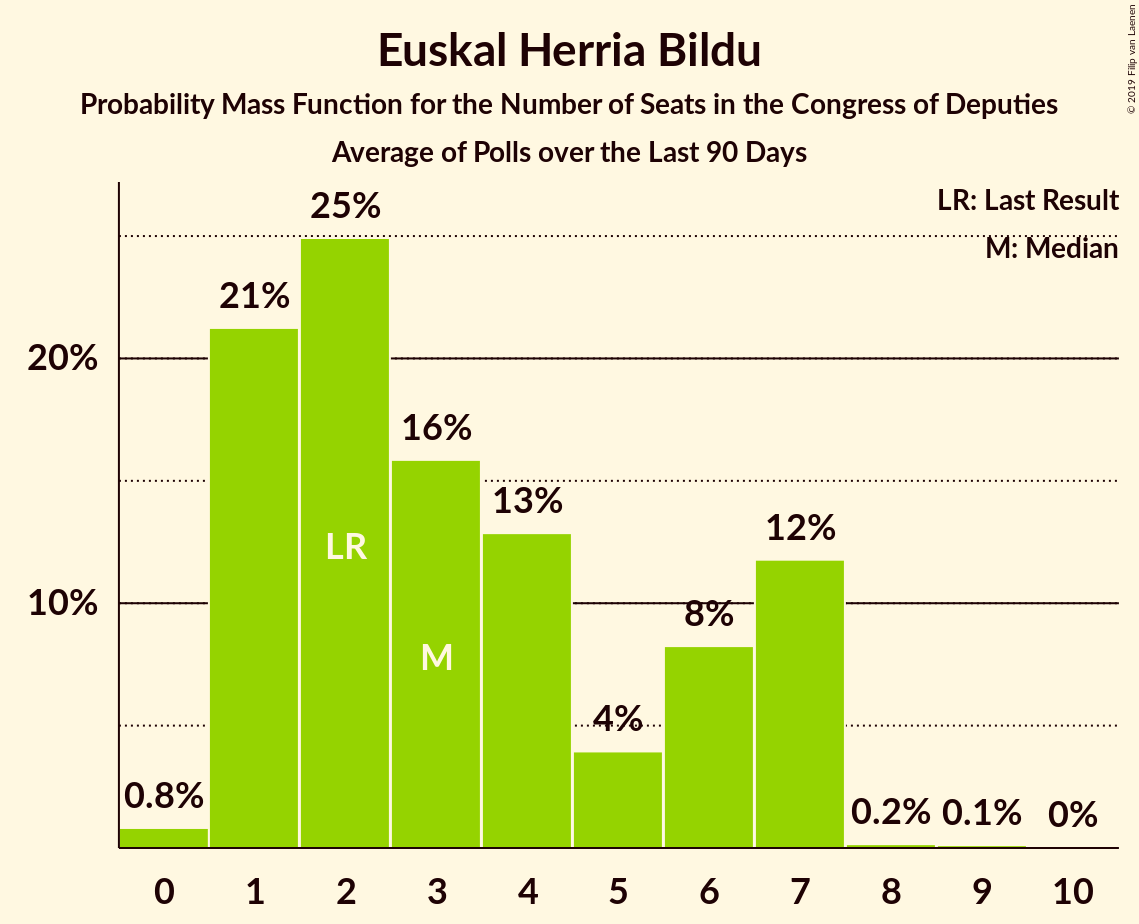 Euskal Herria Bildu
Probability Mass Function for the Number of Seats in the Congress of Deputies
Average of Polls over the Last 90 Days
© 2019 Filip van Laenen
LR: Last Result
M: Median
25%
21%
20%
16%
13%
12%
LR
10%
8%
M
4%
0.8%
0.2%
0.1%
0%
0 1 2 3 4 5 6 7 8 9 10